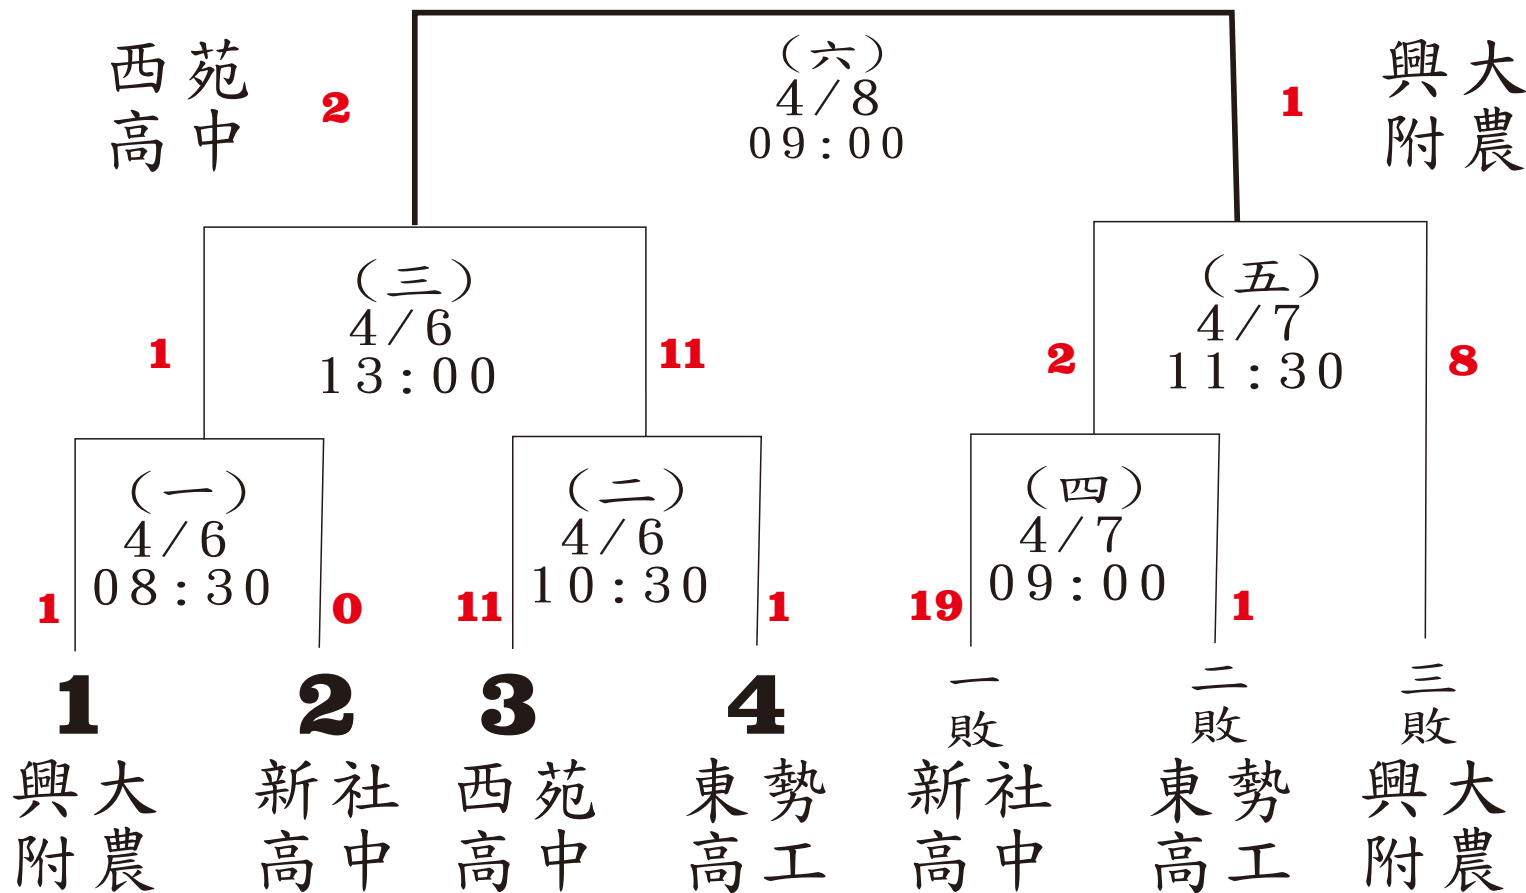 西苑
高中
2
（六）
4/8
09:00
1
興大
附農
（三）
4/6
13:00
1
11
（五）
4/7
11:30
2
8
（一）
4/6
08:30
1
0
（二）
4/6
10:30
11
1
（四）
4/7
09:00
19
1
1
興大
附農
2
新社
高中
3
西苑
高中
4
東勢
高工
一敗
新社
高中
二敗
東勢
高工
三敗
興大
附農